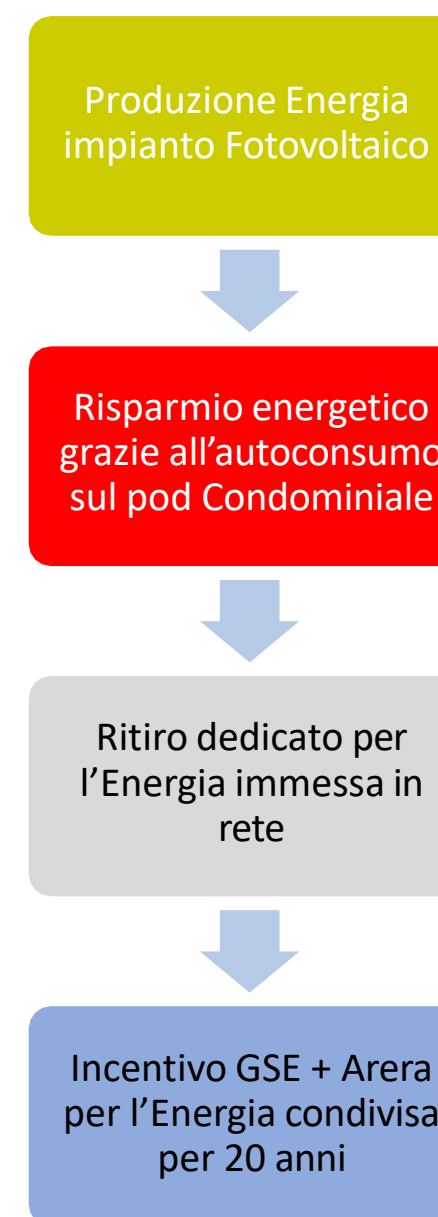 Produzione Energia
impianto Fotovoltaico
Risparmio energetico
grazie all’autoconsumo
sul pod Condominiale
Ritiro dedicato per
l’Energia immessa in
rete
Incentivo GSE + Arera
per l’Energia condivisa
per 20 anni